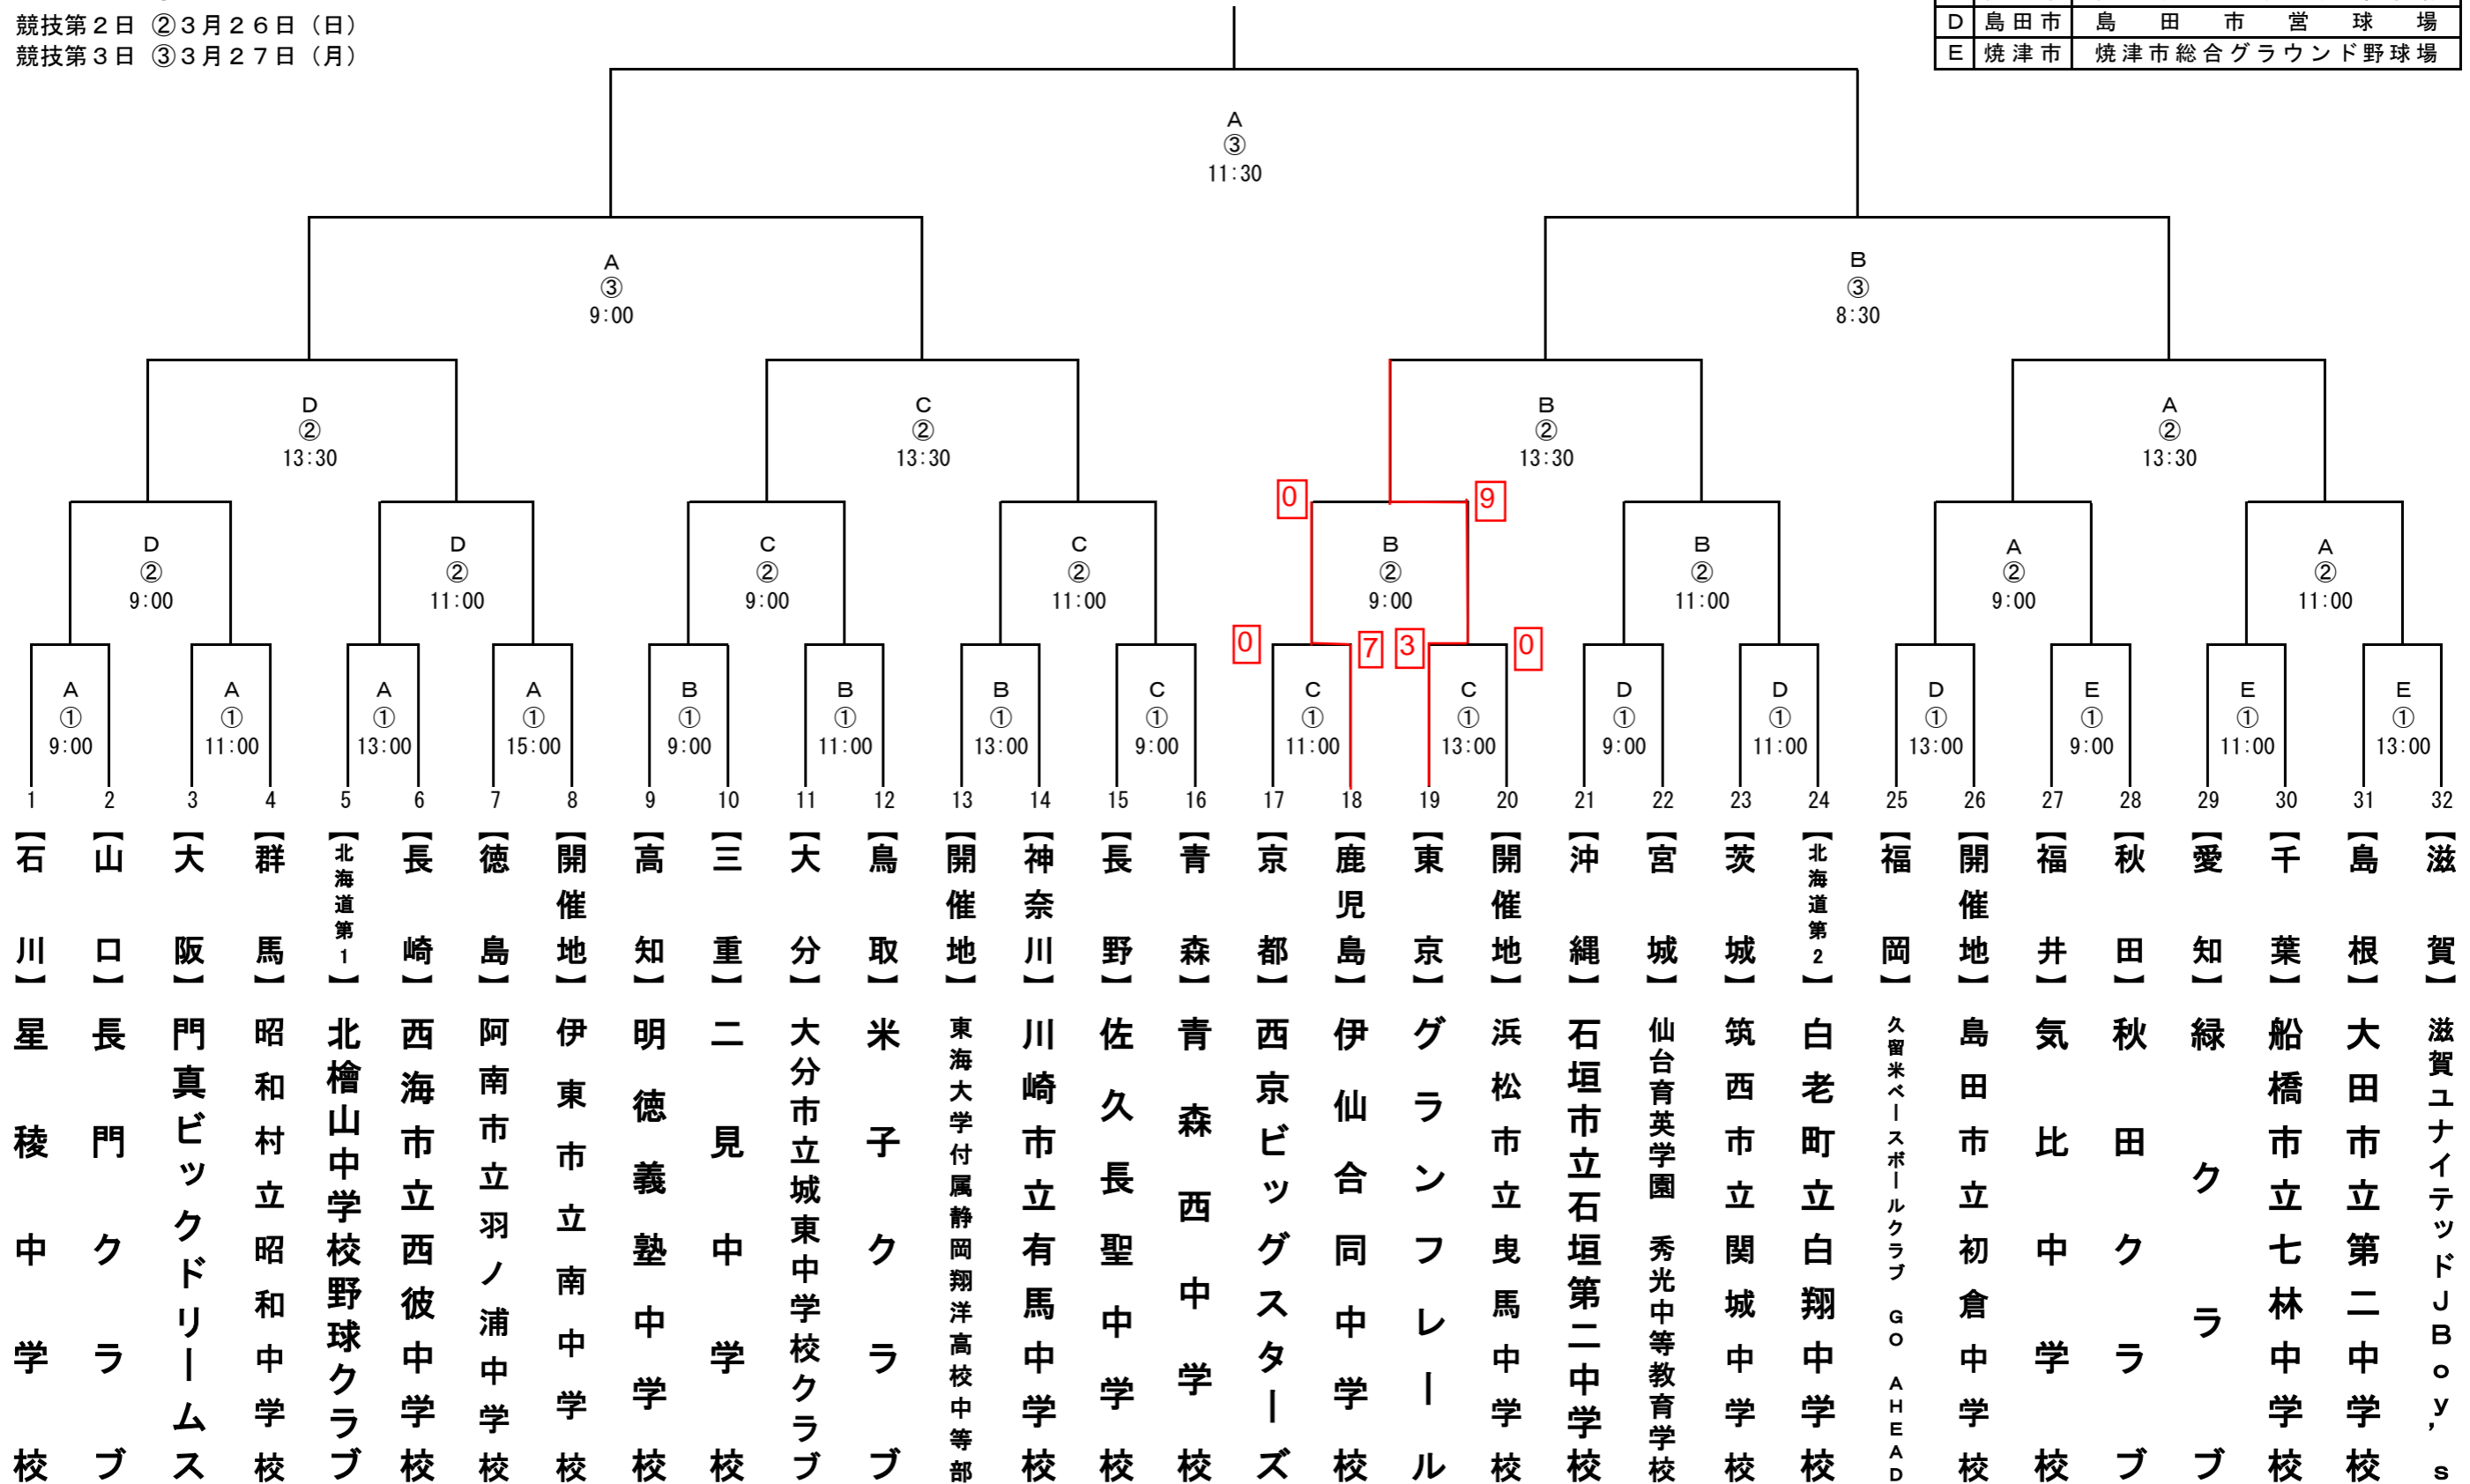 競技第２日 ②３月２６日（日）
競技第３日 ③３月２７日（月）
D 島田市 島田市営球場
E 焼津市 焼津市総合グラウンド野球場
A
③
11:30
A
③
9:00
B
③
8:30
D
②
13:30
C
②
13:30
B
②
13:30
A
②
13:30
0
9
D
②
9:00
D
②
11:00
C
②
9:00
C
②
11:00
B
②
9:00
B
②
11:00
A
②
9:00
A
②
11:00
0
7
3
0
A
①
9:00
A
①
11:00
A
①
13:00
A
①
15:00
B
①
9:00
B
①
11:00
B
①
13:00
C
①
9:00
C
①
11:00
C
①
13:00
D
①
9:00
D
①
11:00
D
①
13:00
E
①
9:00
E
①
11:00
E
①
13:00
1 【石川】 星稜中学校
2 【山口】 長門クラブ
3 【大阪】 門真ビックドリームス
4 【群馬】 昭和村立昭和中学校
5 【北海道第1】 北檜山中学校野球クラブ
6 【長崎】 西海市立西彼中学校
7 【徳島】 阿南市立羽ノ浦中学校
8 【開催地】 伊東市立南中学校
9 【高知】 明徳義塾中学校
10 【三重】 二見中学校
11 【大分】 大分市立城東中学校クラブ
12 【鳥取】 米子クラブ
13 【開催地】 東海大学付属静岡翔洋高校中等部
14 【神奈川】 川崎市立有馬中学校
15 【長野】 佐久長聖中学校
16 【青森】 青森西中学校
17 【京都】 西京ビッグスターズ
18 【鹿児島】 伊仙合同中学校
19 【東京】 グランフレール
20 【開催地】 浜松市立曳馬中学校
21 【沖縄】 石垣市立石垣第二中学校
22 【宮城】 仙台育英学園 秀光中等教育学校
23 【茨城】 筑西市立関城中学校
24 【北海道第2】 白老町立白翔中学校
25 【福岡】 久留米ベースボールクラブ GO AHEAD
26 【開催地】 島田市立初倉中学校
27 【福井】 気比中学校
28 【秋田】 秋田クラブ
29 【愛知】 緑クラブ
30 【千葉】 船橋市立七林中学校
31 【島根】 大田市立第二中学校
32 【滋賀】 滋賀ユナイテッドJBoy's